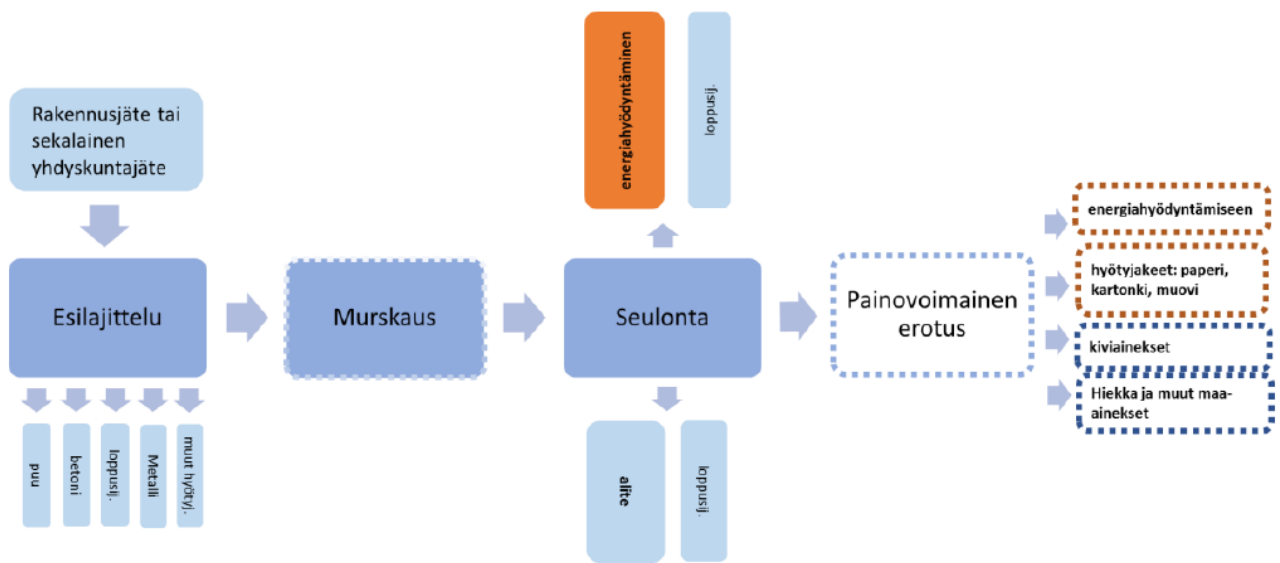 energiahyödyntäminen
loppusij.
Rakennusjäte tai
sekalainen
yhdyskuntajäte
Esilajittelu
Murskaus
Seulonta
Painovoimainen
erotus
energiahyödyntämiseen
hyötyjakeet: paperi,
kartonki, muovi
kiviainekset
Hiekka ja muut maa-
ainekset
puu
betoni
loppusij.
Metalli
muut hyötyj.
alite
loppusij.